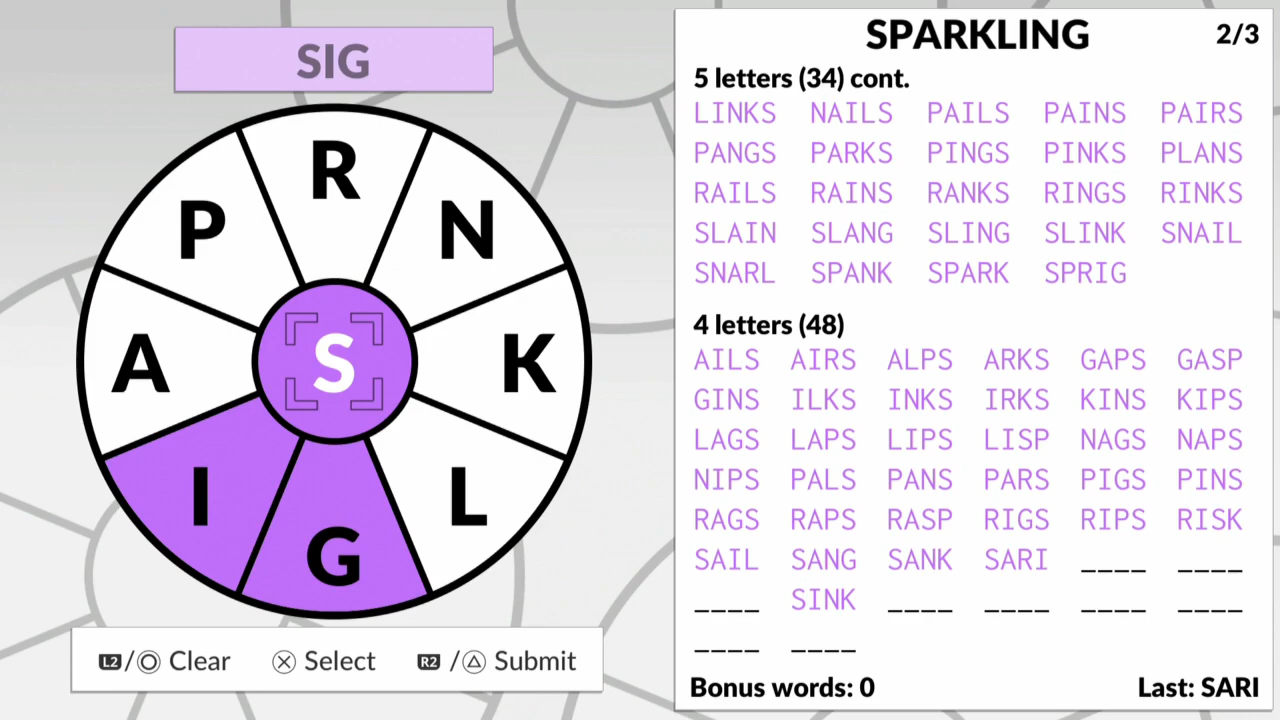 SIG
R
P
N
A
S
K
I
L
G
L2/◯ Clear ⓧ Select R2 /△ Submit
SPARKLING 2/3
5 letters (34) cont.
LINKS NAILS PAILS PAINS PAIRS
PANGS PARKS PINGS PINKS PLANS
RAILS RAINS RANKS RINGS RINKS
SLAIN SLANG SLING SLINK SNAIL
SNARL SPANK SPARK SPRIG
4 letters (48)
AILS AIRS ALPS ARKS GAPS GASP
GINS ILKS INKS IRKS KINS KIPS
LAGS LAPS LIPS LISP NAGS NAPS
NIPS PALS PANS PARS PIGS PINS
RAGS RAPS RASP RIGS RIPS RISK
SAIL SANG SANK SARI ____ ____
____ SINK ____ ____ ____ ____
____ ____
Bonus words: 0 Last: SARI